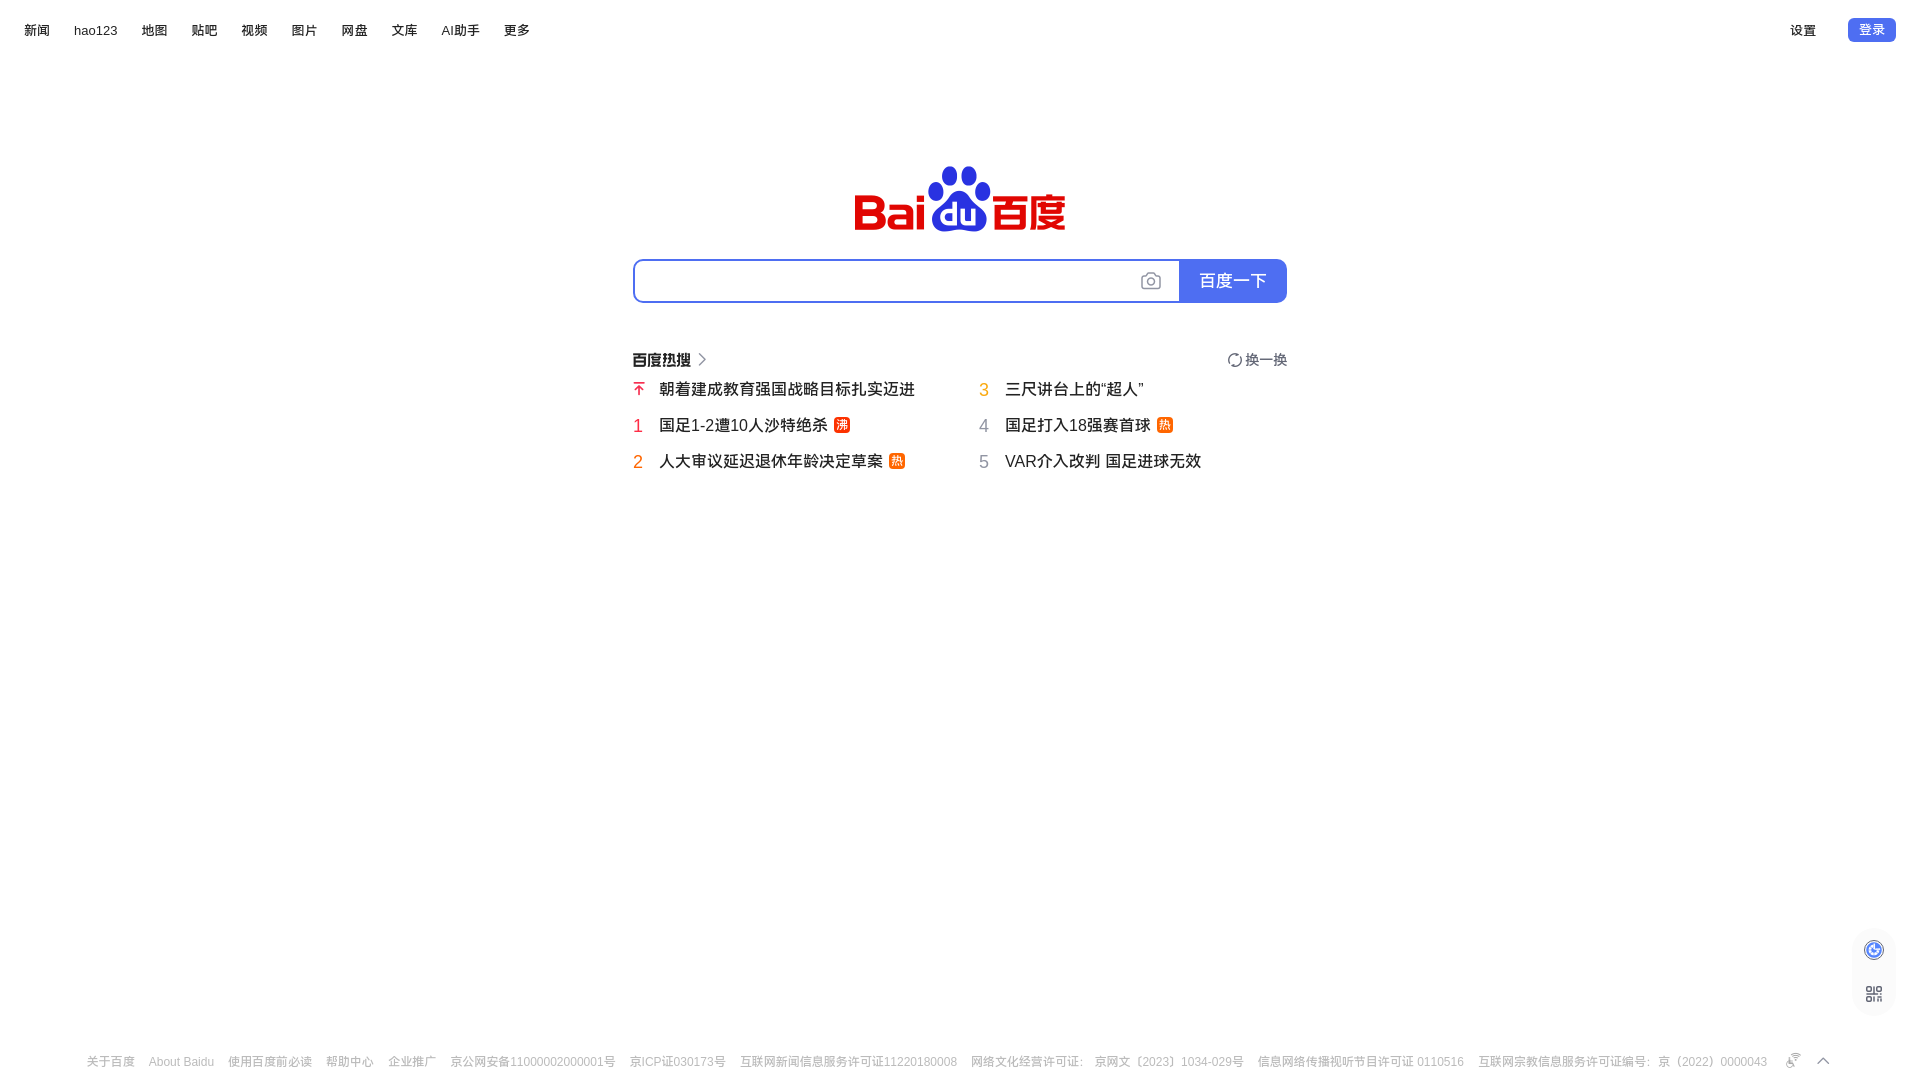 新闻 hao123 地图 贴吧 视频 图片 网盘 文库 AI助手 更多 设置 登录
Bai du 百度
百度一下
百度热搜 换一换
朝着建成教育强国战略目标扎实迈进
1 国足1-2遭10人沙特绝杀 沸
2 人大审议延迟退休年龄决定草案 热
3 三尺讲台上的“超人”
4 国足打入18强赛首球 热
5 VAR介入改判 国足进球无效
关于百度 About Baidu 使用百度前必读 帮助中心 企业推广 京公网安备11000002000001号 京ICP证030173号 互联网新闻信息服务许可证11220180008 网络文化经营许可证： 京网文〔2023〕1034-029号 信息网络传播视听节目许可证 0110516 互联网宗教信息服务许可证编号：京（2022）0000043